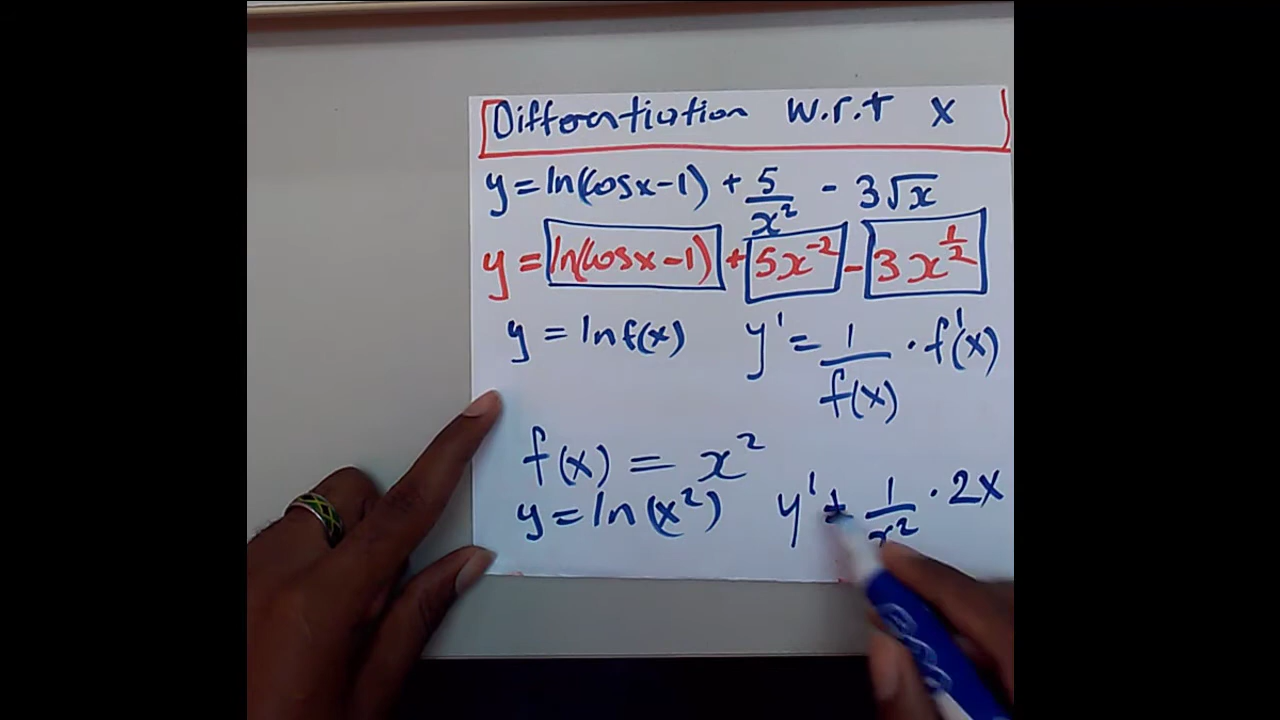 Differentiation w.r.t x
y = ln(cosx-1) + 5/x² - 3√x
y = ln(cosx-1) + 5x⁻² - 3x^(1/2)
y = ln f(x) y' = 1/f(x) · f'(x)
f(x) = x²
y = ln(x²) y' = 1/x² · 2x